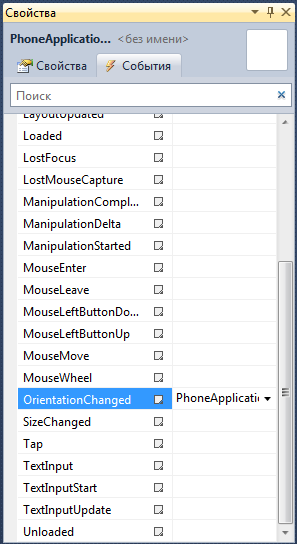 Свойства
PhoneApplicatio... <без имени>
Свойства События
Поиск
LayoutUpdated
Loaded
LostFocus
LostMouseCapture
ManipulationCompl...
ManipulationDelta
ManipulationStarted
MouseEnter
MouseLeave
MouseLeftButtonDo...
MouseLeftButtonUp
MouseMove
MouseWheel
OrientationChanged PhoneApplicatio
SizeChanged
Tap
TextInput
TextInputStart
TextInputUpdate
Unloaded